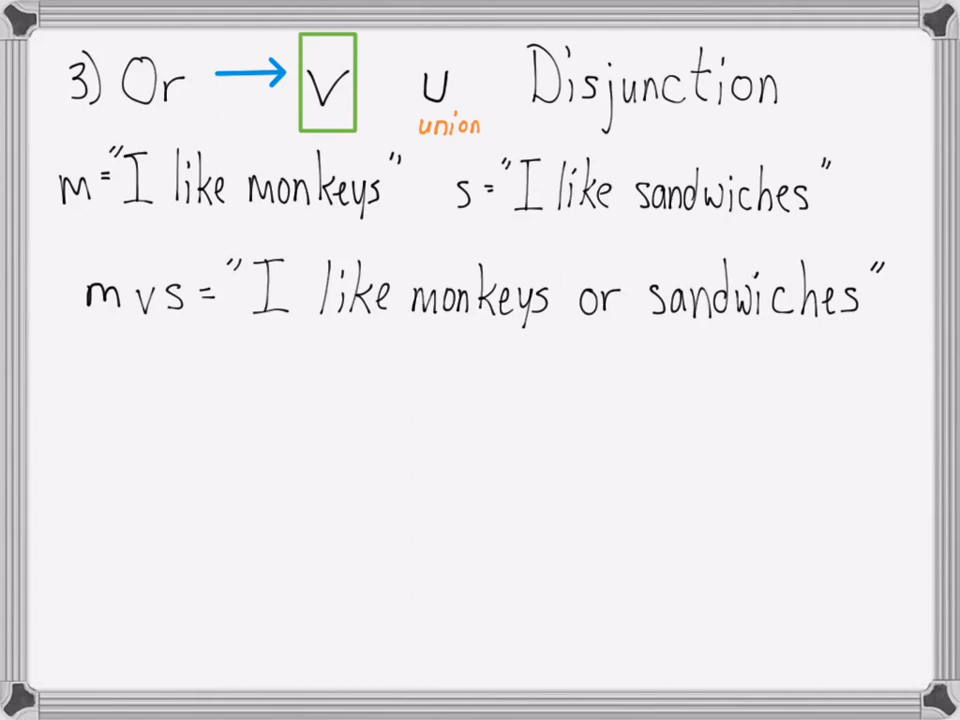 3) Or → ∨ ∪ Disjunction
union
m="I like monkeys" s="I like sandwiches"
m∨s="I like monkeys or sandwiches"